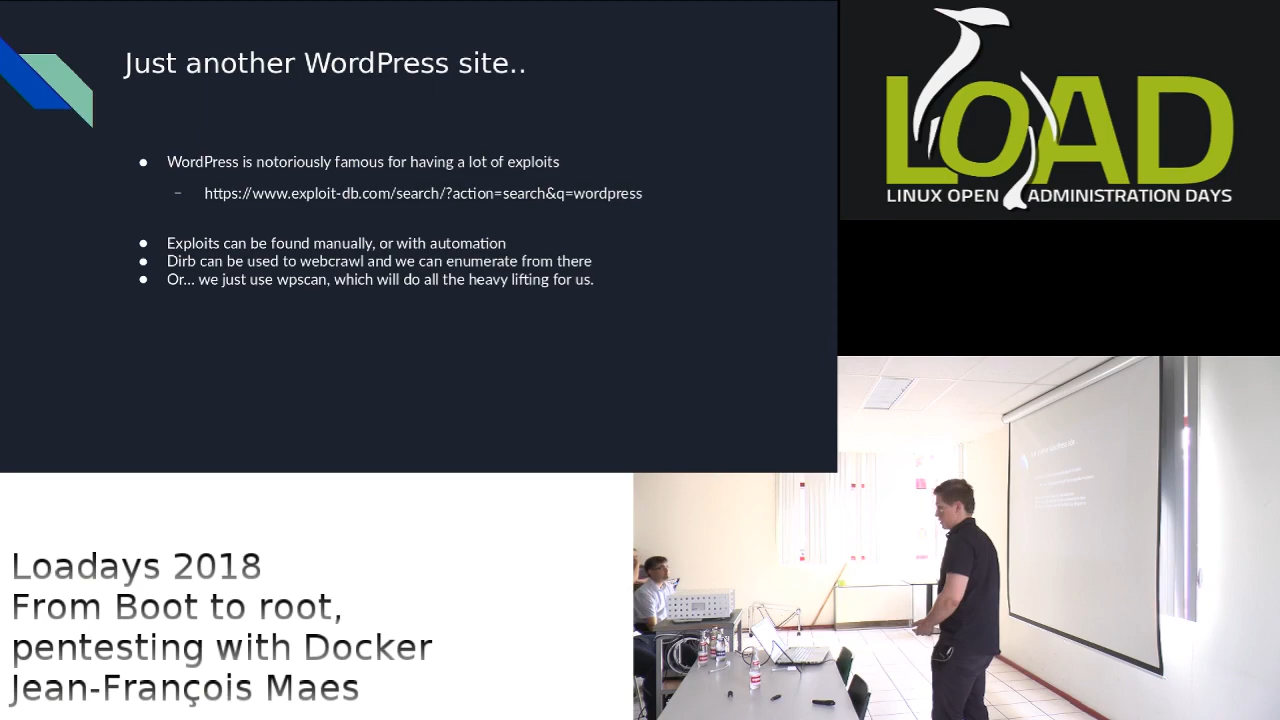 Just another WordPress site..
● WordPress is notoriously famous for having a lot of exploits
– https://www.exploit-db.com/search/?action=search&q=wordpress
● Exploits can be found manually, or with automation
● Dirb can be used to webcrawl and we can enumerate from there
● Or... we just use wpscan, which will do all the heavy lifting for us.
LOAD
LINUX OPEN ADMINISTRATION DAYS
Loadays 2018
From Boot to root,
pentesting with Docker
Jean-François Maes